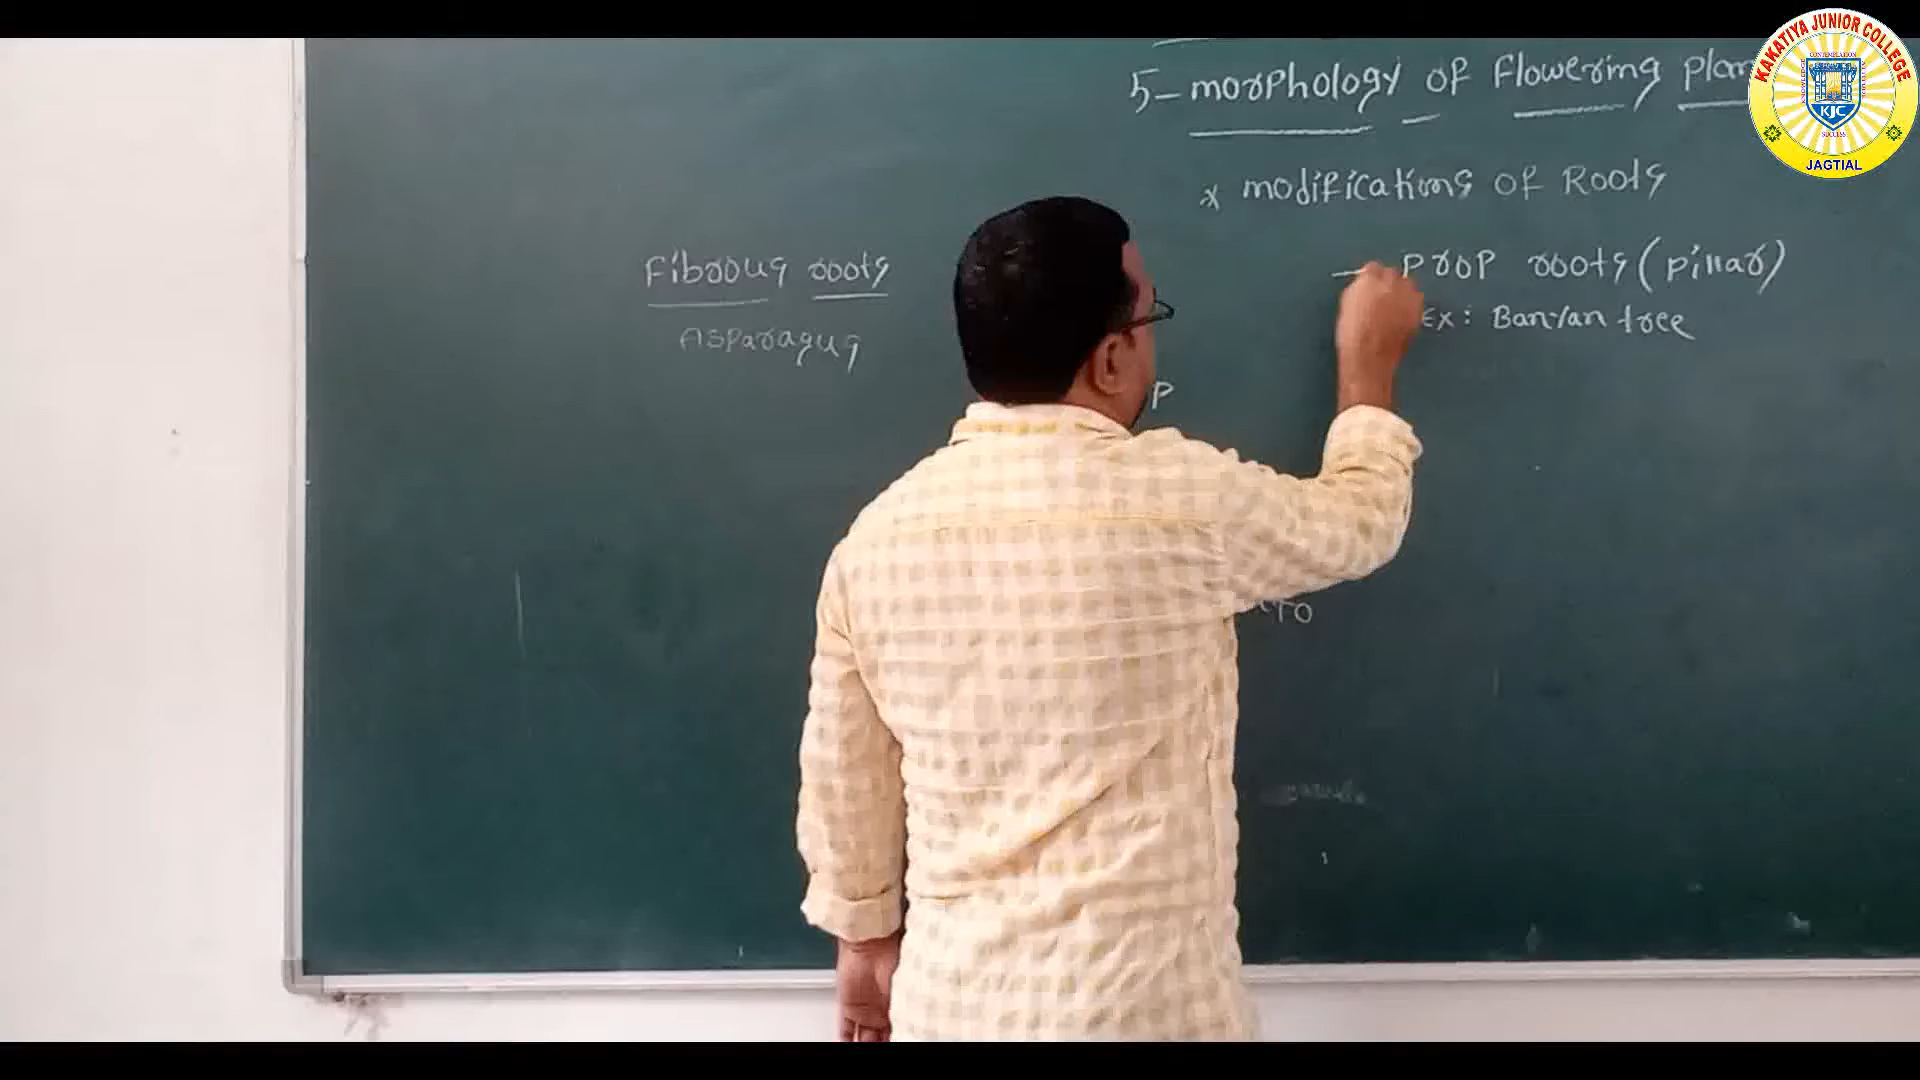 KAKATIYA JUNIOR COLLEGE
KJC
SUCCESS
JAGTIAL
5- morphology of Flowering plan
x modifications of Roots
Fibrous roots
Asparagus
- Prop roots (pillar)
Ex: Banyan tree
P